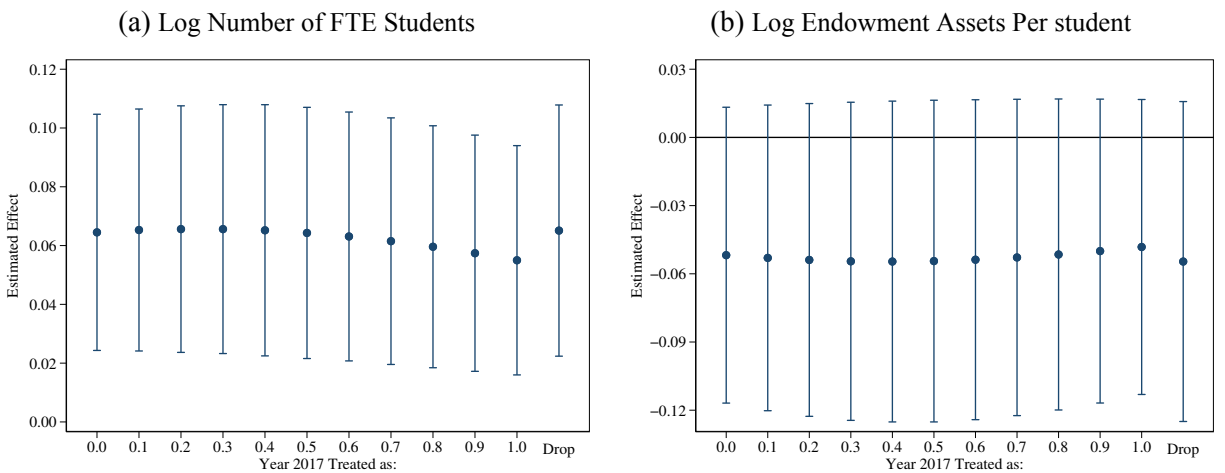 (a) Log Number of FTE Students
0.12
0.10
0.08
0.06
0.04
0.02
0.00
Estimated Effect
0.0 0.1 0.2 0.3 0.4 0.5 0.6 0.7 0.8 0.9 1.0 Drop
Year 2017 Treated as:
(b) Log Endowment Assets Per student
0.03
0.00
−0.03
−0.06
−0.09
−0.12
Estimated Effect
0.0 0.1 0.2 0.3 0.4 0.5 0.6 0.7 0.8 0.9 1.0 Drop
Year 2017 Treated as: